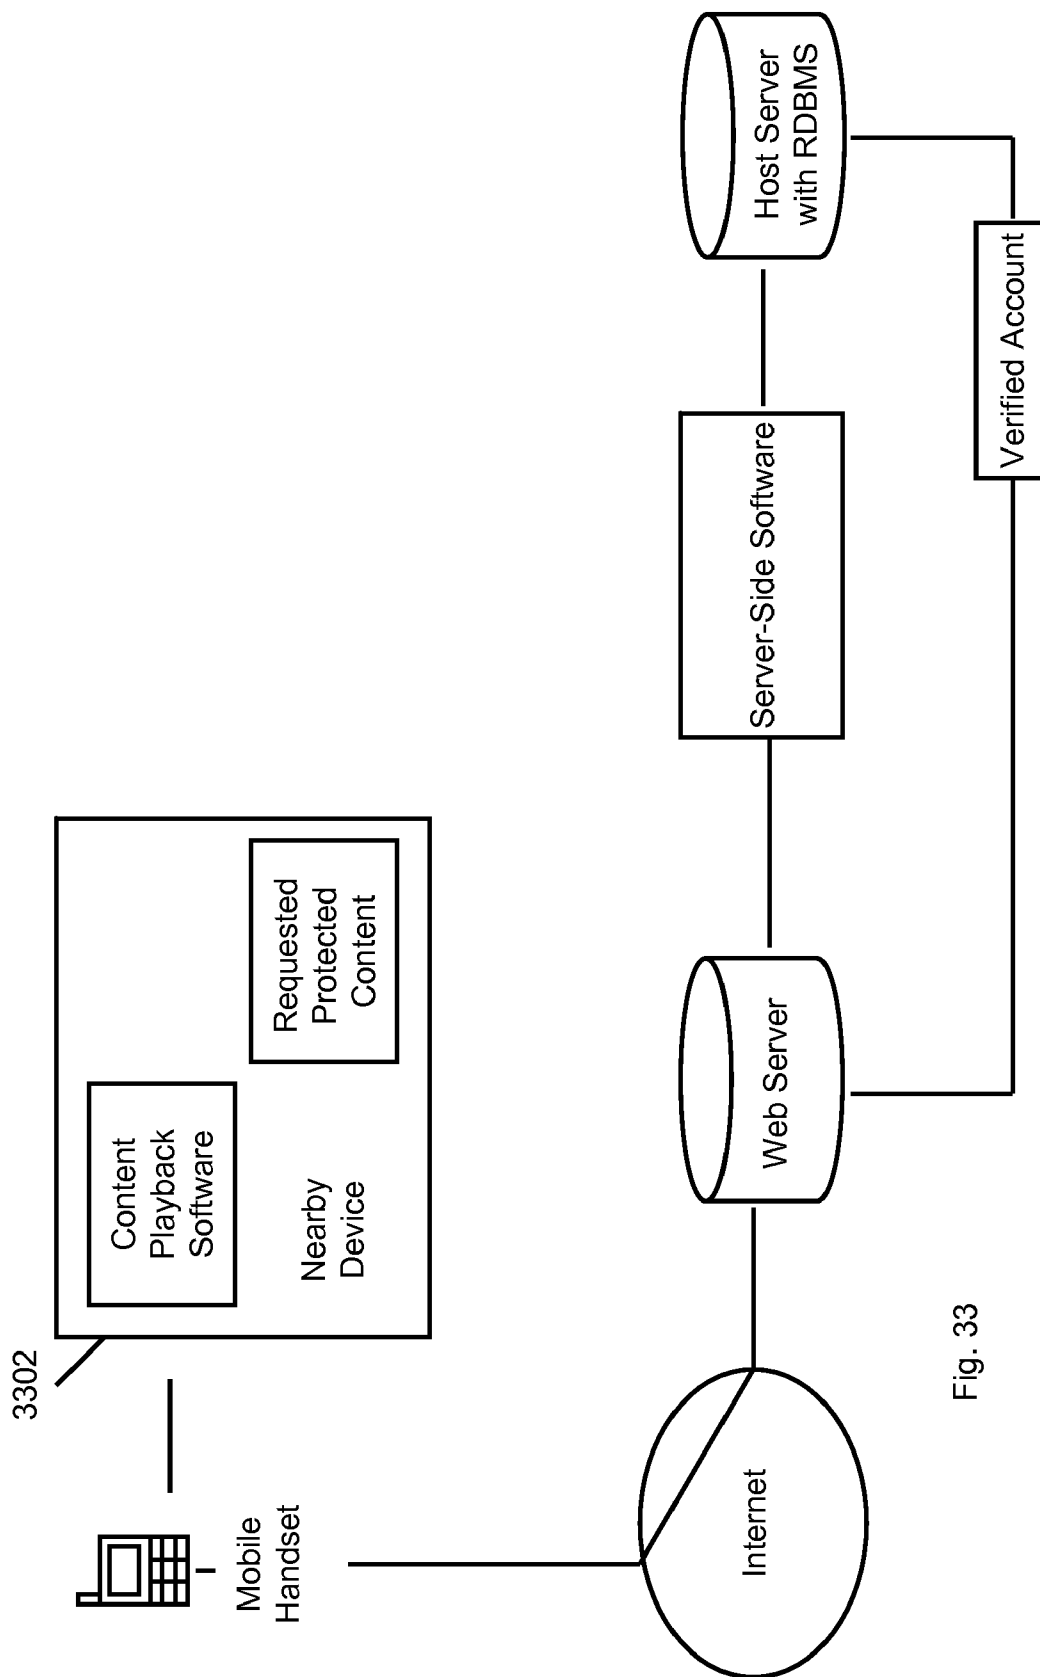 3302
Content
Playback
Software
Requested
Protected
Content
Nearby
Device
Mobile
Handset
Internet
Web Server
Server-Side Software
Host Server
with RDBMS
Verified Account
Fig. 33